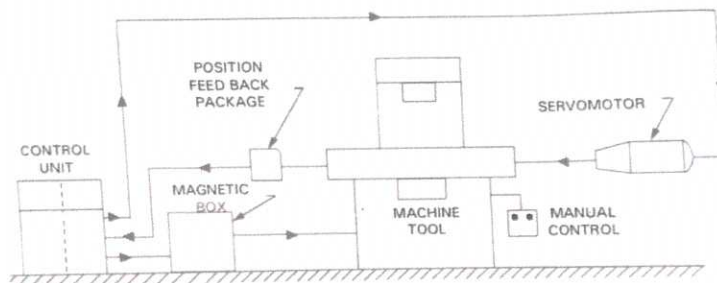 POSITION
FEED BACK
PACKAGE
SERVOMOTOR
CONTROL
UNIT
MAGNETIC
BOX
MACHINE
TOOL
MANUAL
CONTROL